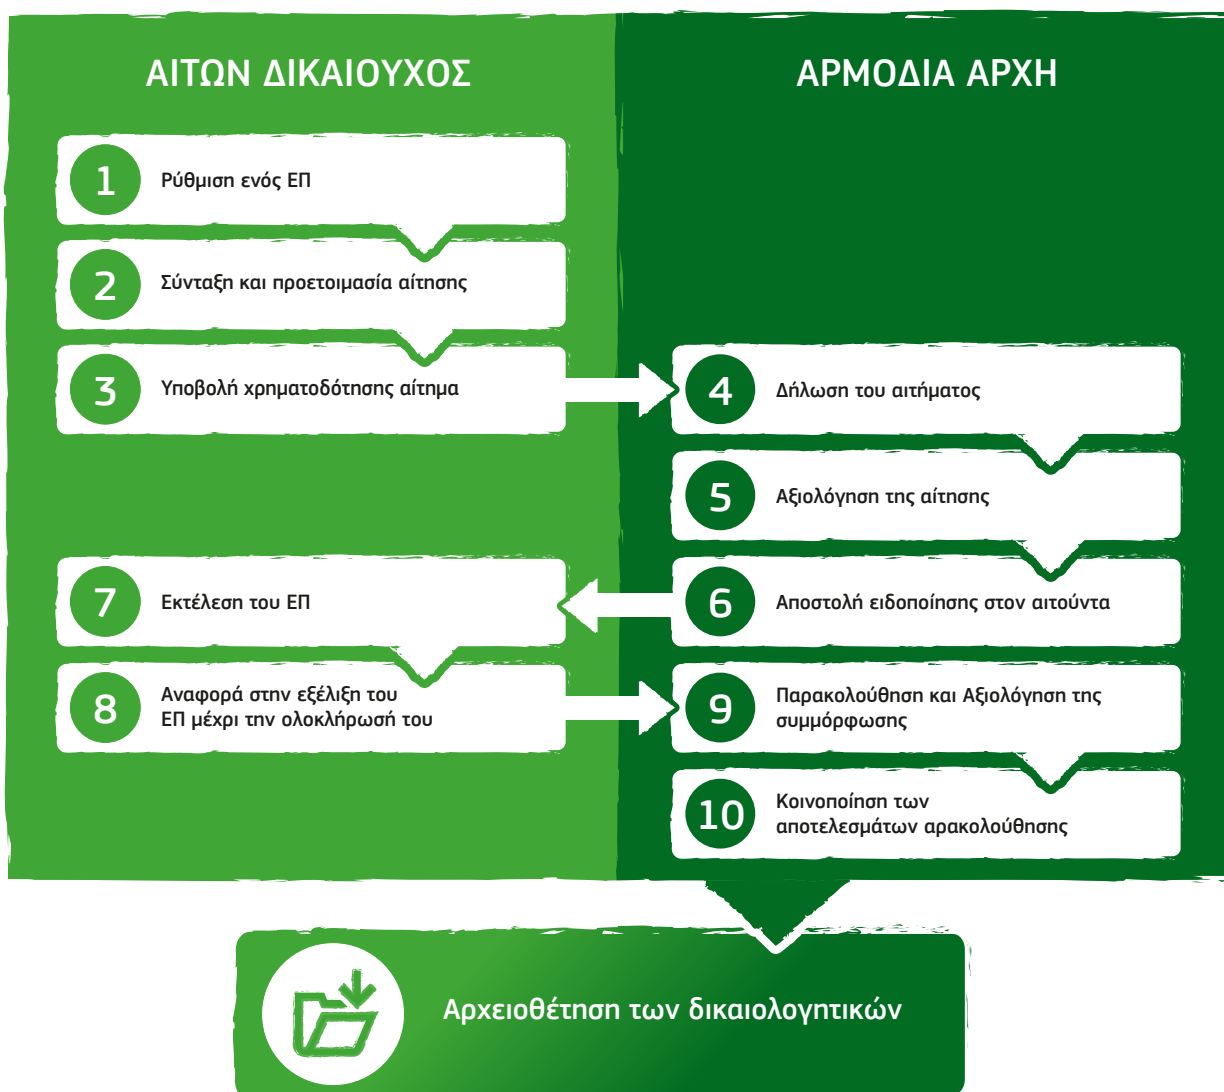 ΑΙΤΩΝ ΔΙΚΑΙΟΥΧΟΣ
ΑΡΜΟΔΙΑ ΑΡΧΗ
1
Ρύθμιση ενός ΕΠ
2
Σύνταξη και προετοιμασία αίτησης
3
Υποβολή χρηματοδότησης αίτημα
4
Δήλωση του αιτήματος
5
Αξιολόγηση της αίτησης
6
Αποστολή ειδοποίησης στον αιτούντα
7
Εκτέλεση του ΕΠ
8
Αναφορά στην εξέλιξη του
ΕΠ μέχρι την ολοκλήρωσή του
9
Παρακολούθηση και Αξιολόγηση της
συμμόρφωσης
10
Κοινοποίηση των
αποτελεσμάτων αρακολούθησης
Αρχειοθέτηση των δικαιολογητικών